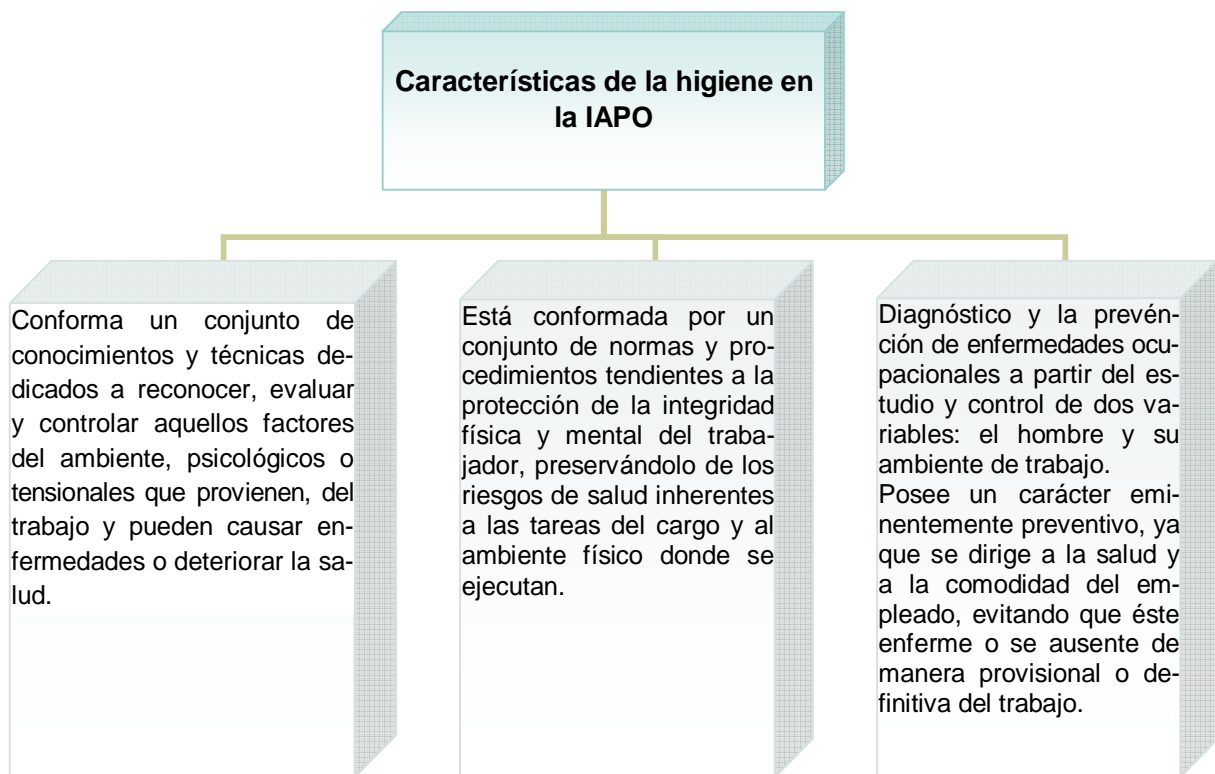 Características de la higiene en
la IAPO
Conforma un conjunto de
conocimientos y técnicas de-
dicados a reconocer, evaluar
y controlar aquellos factores
del ambiente, psicológicos o
tensionales que provienen, del
trabajo y pueden causar en-
fermedades o deteriorar la sa-
lud.
Está conformada por un
conjunto de normas y pro-
cedimientos tendientes a la
protección de la integridad
física y mental del traba-
jador, preservándolo de los
riesgos de salud inherentes
a las tareas del cargo y al
ambiente físico donde se
ejecutan.
Diagnóstico y la prevén-
ción de enfermedades ocu-
pacionales a partir del es-
tudio y control de dos va-
riables: el hombre y su
ambiente de trabajo.
Posee un carácter emi-
nentemente preventivo, ya
que se dirige a la salud y
a la comodidad del em-
pleado, evitando que éste
enferme o se ausente de
manera provisional o de-
finitiva del trabajo.